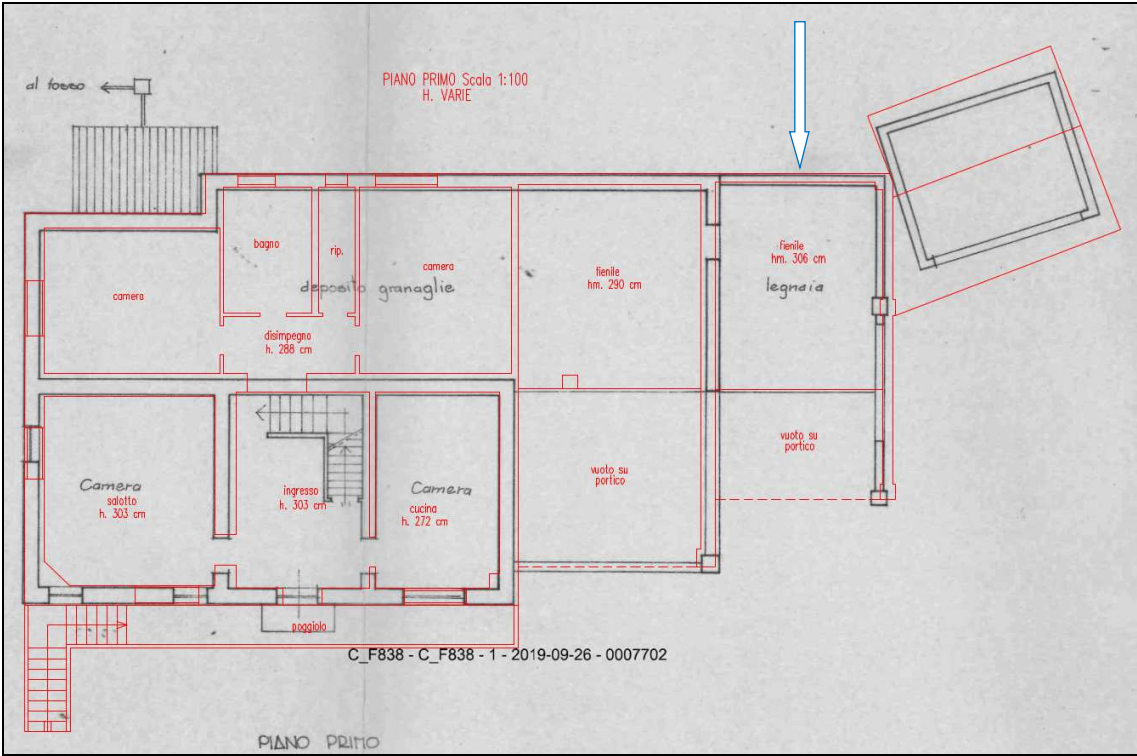 al fosso
PIANO PRIMO Scala 1:100
H. VARIE
bagno
rip.
camera
fienile
hm. 290 cm
fienile
hm. 306 cm
legnaia
camera
deposito granaglie
disimpegno
h. 288 cm
vuoto su
portico
vuoto su
portico
Camera
salotto
h. 303 cm
ingresso
h. 303 cm
Camera
cucina
h. 272 cm
poggiolo
C_F838 - C_F838 - 1 - 2019-09-26 - 0007702
PIANO PRIMO